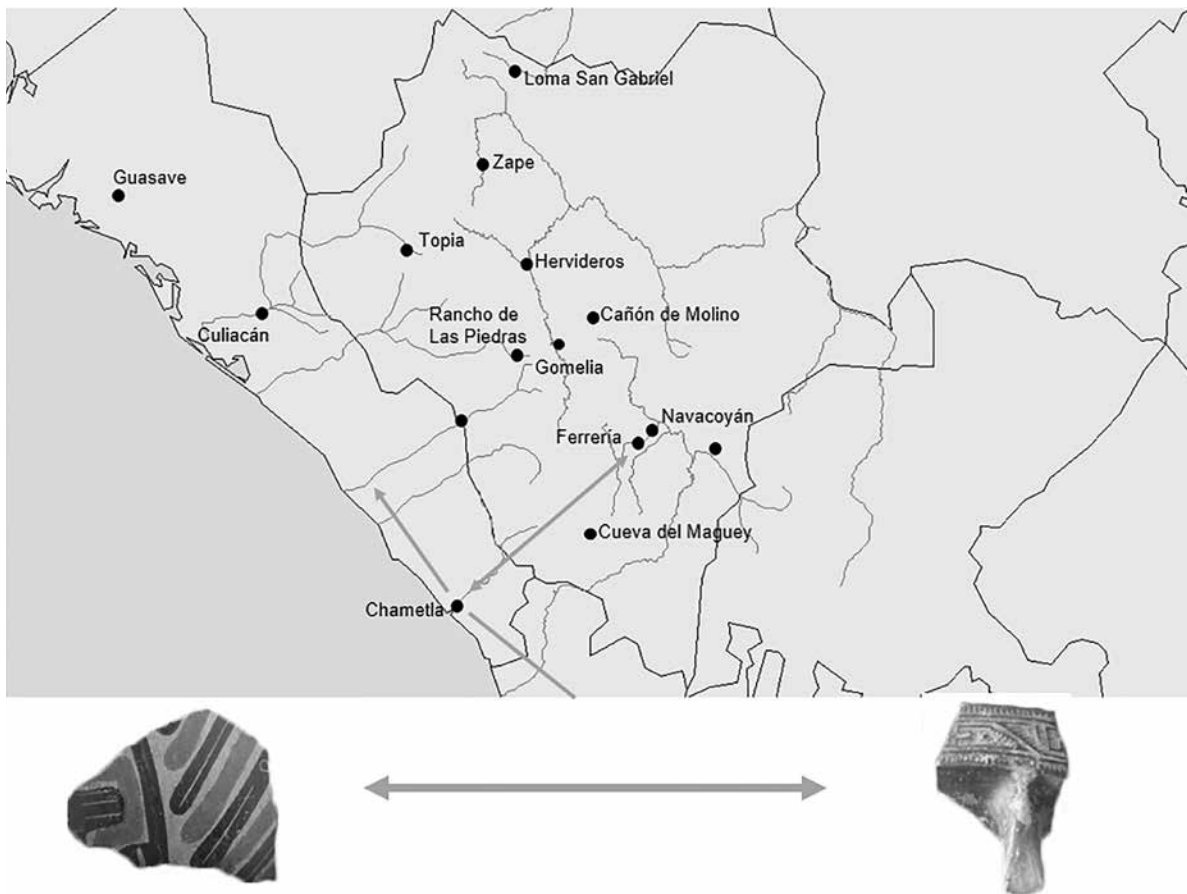 Loma San Gabriel
Zape
Guasave
Topia
Hervideros
Rancho de
Las Piedras
Cañón de Molino
Culiacán
Gomelia
Navacoyán
Ferrería
Cueva del Maguey
Chametla